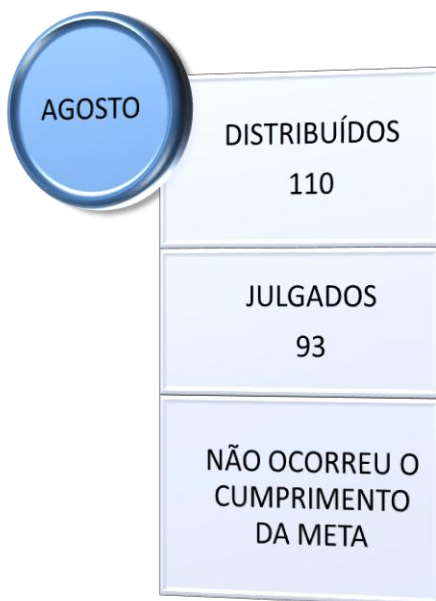 AGOSTO
DISTRIBUÍDOS
110
JULGADOS
93
NÃO OCORREU O
CUMPRIMENTO
DA META